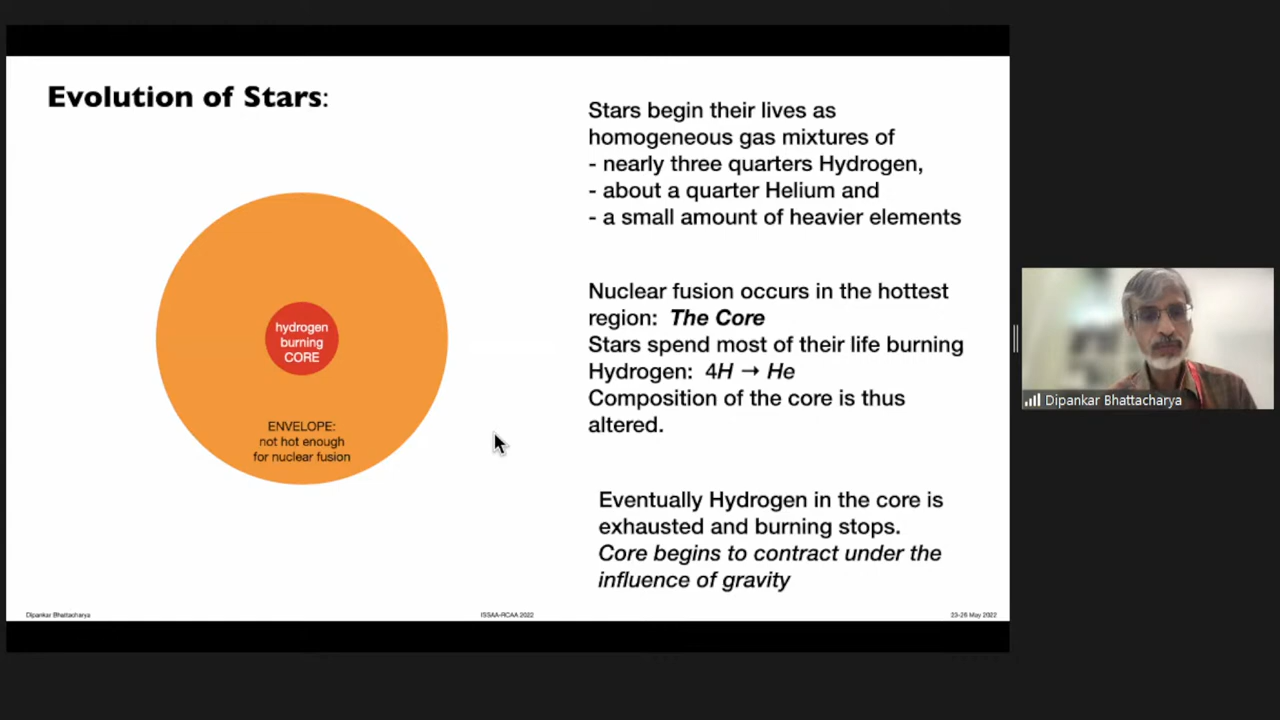 Evolution of Stars:
Stars begin their lives as
homogeneous gas mixtures of
- nearly three quarters Hydrogen,
- about a quarter Helium and
- a small amount of heavier elements
Nuclear fusion occurs in the hottest
region: The Core
Stars spend most of their life burning
Hydrogen: 4H → He
Composition of the core is thus
altered.
Eventually Hydrogen in the core is
exhausted and burning stops.
Core begins to contract under the
influence of gravity
hydrogen
burning
CORE
ENVELOPE:
not hot enough
for nuclear fusion
Dipankar Bhattacharya
ISSAA-RCAA 2022
23-26 May 2022
Dipankar Bhattacharya